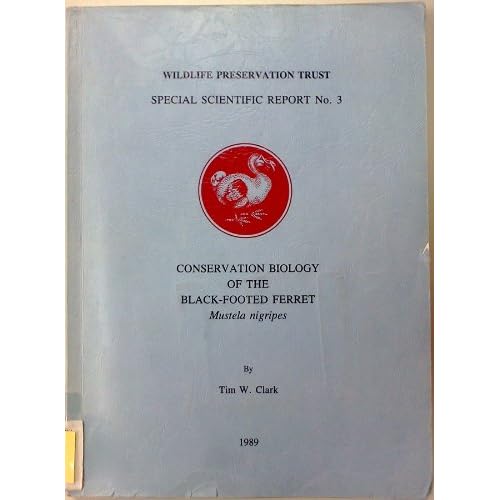 WILDLIFE PRESERVATION TRUST
SPECIAL SCIENTIFIC REPORT No. 3
CONSERVATION BIOLOGY
OF THE
BLACK-FOOTED FERRET
Mustela nigripes
By
Tim W. Clark
1989